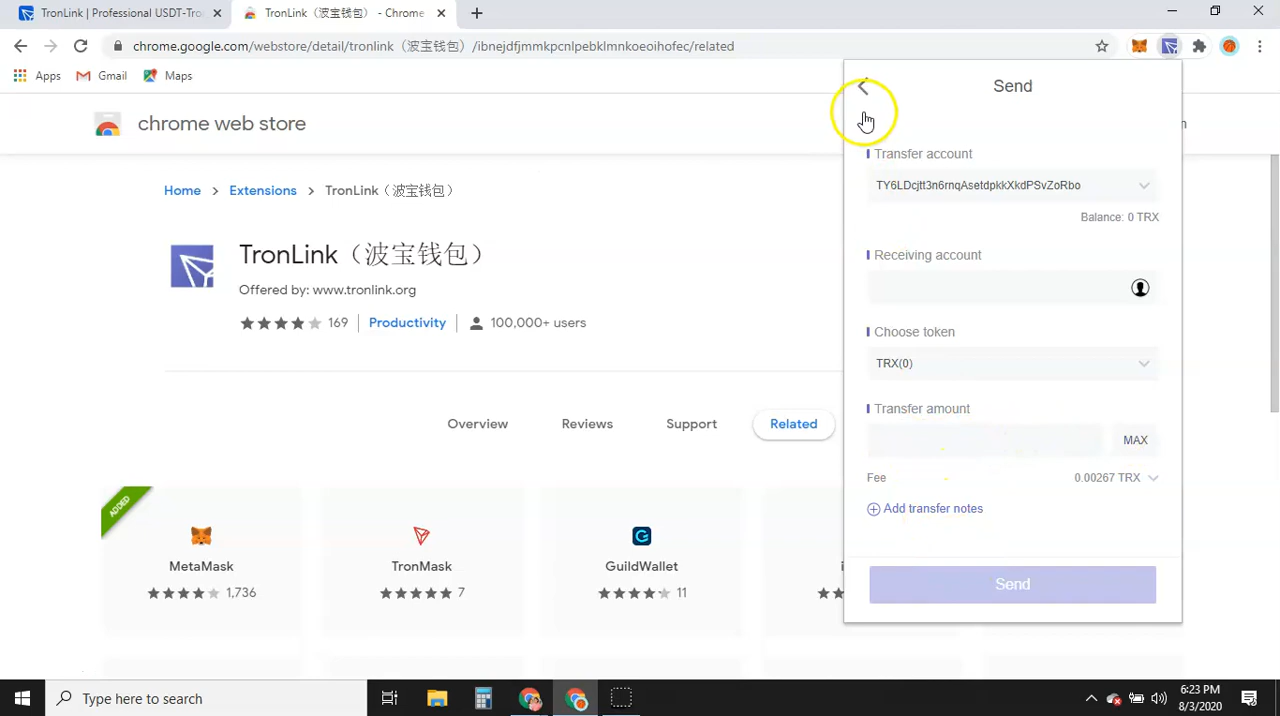 TronLink | Professional USDT-Tron
TronLink（波宝钱包） - Chrome
chrome.google.com/webstore/detail/tronlink（波宝钱包）/ibnejdfjmmkpcnlpebklmnkoeoihofec/related
Apps Gmail Maps
chrome web store
Home > Extensions > TronLink（波宝钱包）
TronLink（波宝钱包）
Offered by: www.tronlink.org
169 Productivity 100,000+ users
Overview Reviews Support Related
ADDED
MetaMask
1,736
TronMask
7
GuildWallet
11
Send
Transfer account
TY6LDcjtt3n6rnqAsetdpkkXkdPSvZoRbo
Balance: 0 TRX
Receiving account
Choose token
TRX(0)
Transfer amount
MAX
Fee 0.00267 TRX
Add transfer notes
Send
Type here to search
6:23 PM
8/3/2020